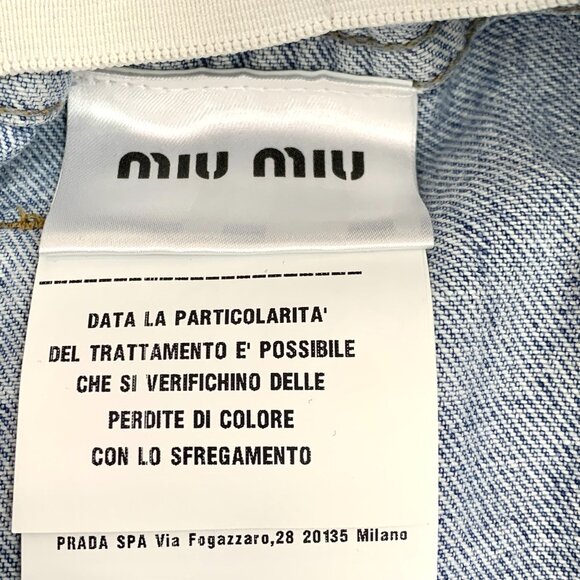 miu miu
DATA LA PARTICOLARITA'
DEL TRATTAMENTO E' POSSIBILE
CHE SI VERIFICHINO DELLE
PERDITE DI COLORE
CON LO SFREGAMENTO
PRADA SPA Via Fogazzaro,28 20135 Milano